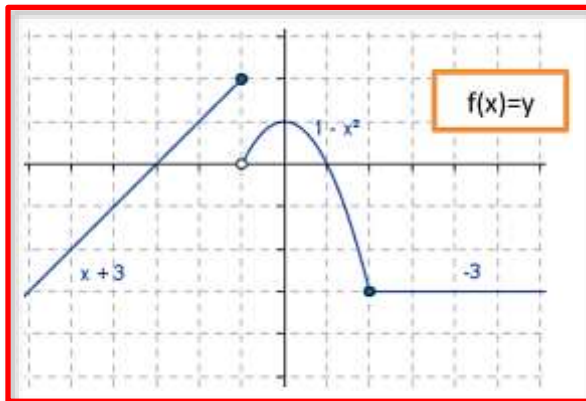 f(x)=y
1 - x²
x + 3
-3